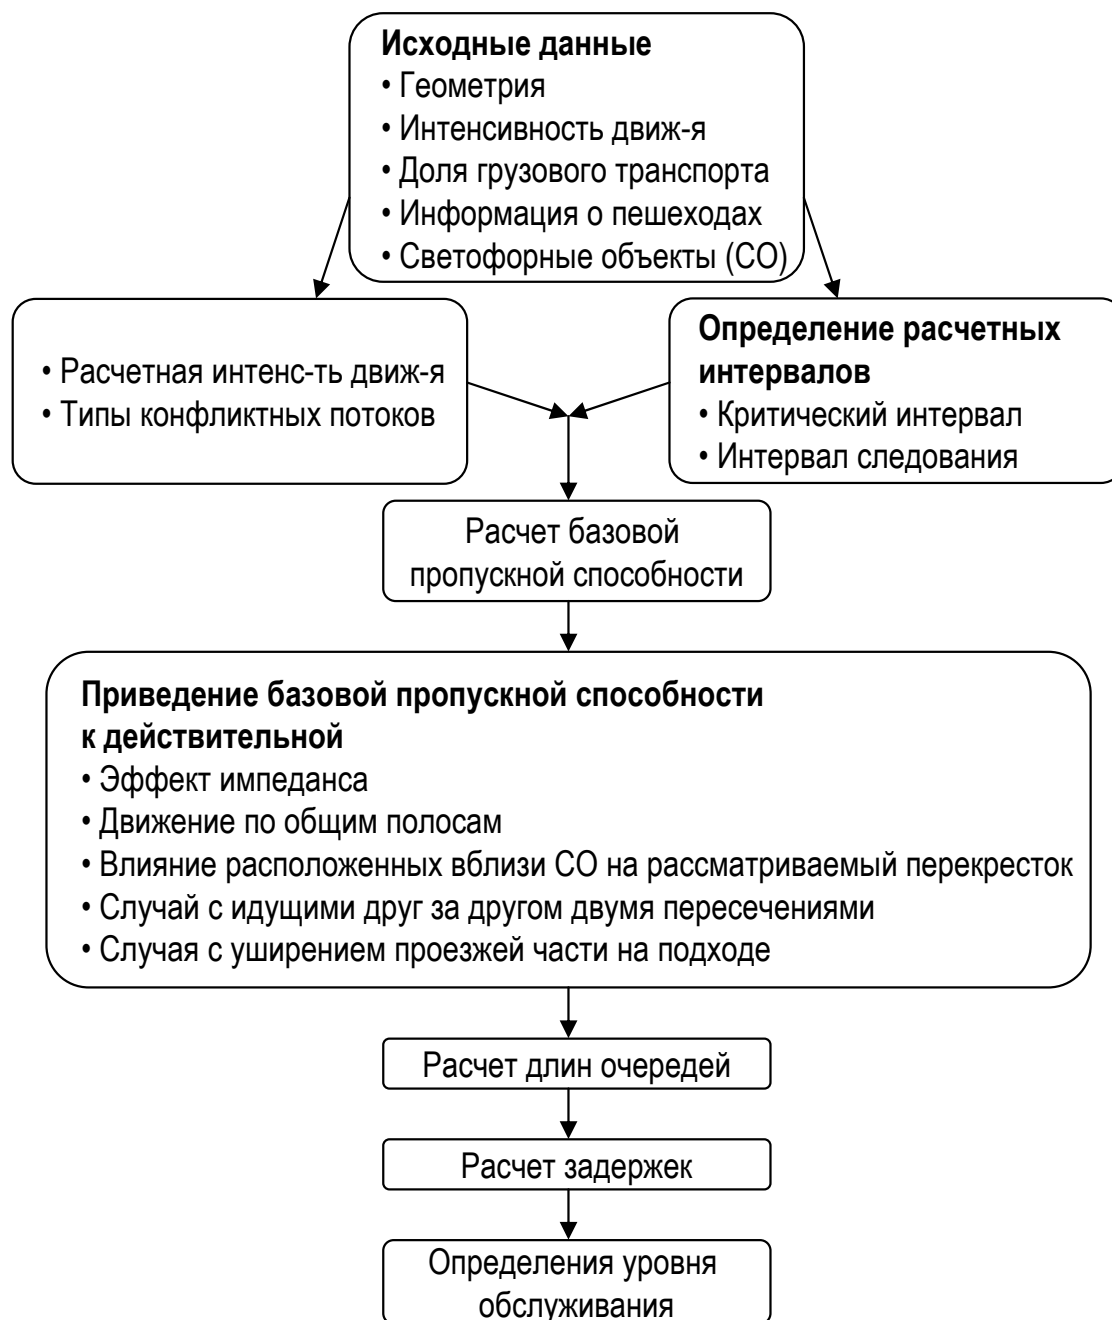 Исходные данные
• Геометрия
• Интенсивность движ-я
• Доля грузового транспорта
• Информация о пешеходах
• Светофорные объекты (СО)
• Расчетная интенс-ть движ-я
• Типы конфликтных потоков
Определение расчетных
интервалов
• Критический интервал
• Интервал следования
Расчет базовой
пропускной способности
Приведение базовой пропускной способности
к действительной
• Эффект импеданса
• Движение по общим полосам
• Влияние расположенных вблизи СО на рассматриваемый перекресток
• Случай с идущими друг за другом двумя пересечениями
• Случая с уширением проезжей части на подходе
Расчет длин очередей
Расчет задержек
Определения уровня
обслуживания